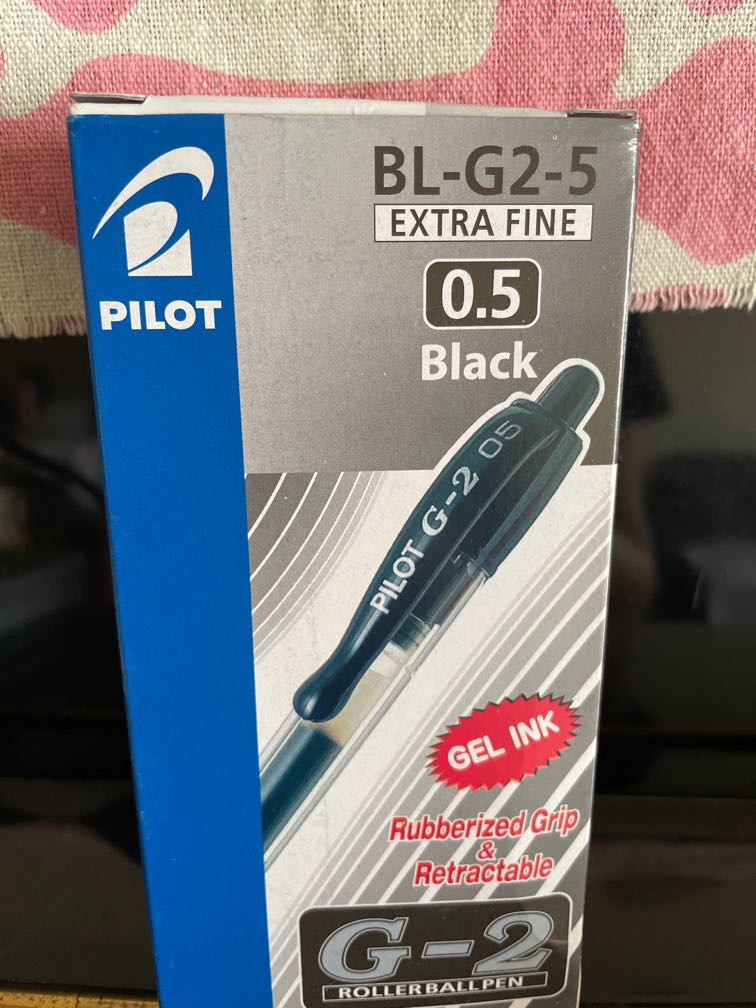 BL-G2-5
EXTRA FINE
0.5
Black
PILOT
PILOT G-2 05
GEL INK
Rubberized Grip
&
Retractable
G-2
ROLLERBALL PEN